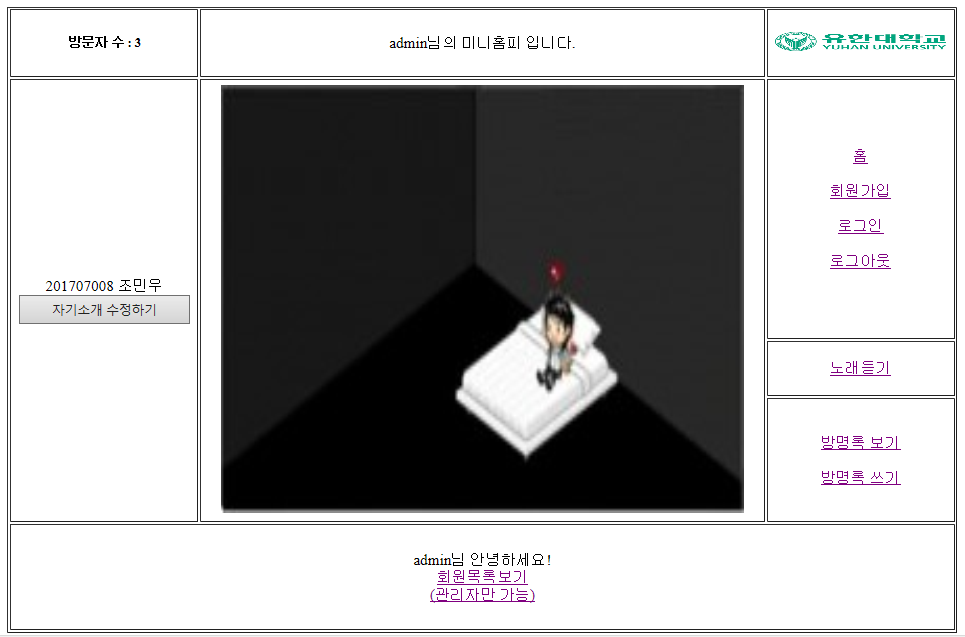 방문자 수 : 3
admin님의 미니홈피 입니다.
유한대학교
YUHAN UNIVERSITY
201707008 조민우
자기소개 수정하기
홈
회원가입
로그인
로그아웃
노래듣기
방명록 보기
방명록 쓰기
admin님 안녕하세요!
회원목록보기
(관리자만 가능)